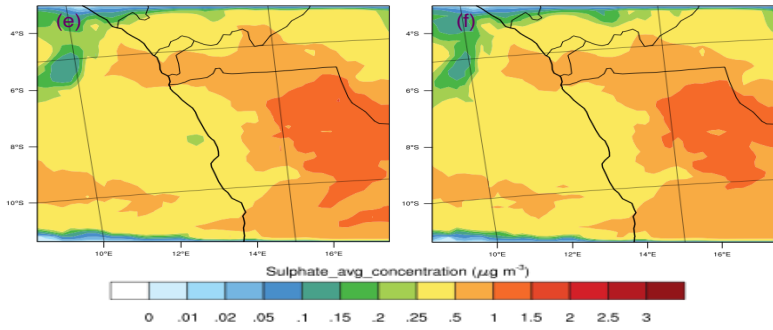 (e) (f)
4°S 4°S
6°S 6°S
8°S 8°S
10°S 10°S
10°E 12°E 14°E 16°E 10°E 12°E 14°E 16°E
Sulphate_avg_concentration (μg m⁻³)
0 .01 .02 .05 .1 .15 .2 .25 .5 1 1.5 2 2.5 3